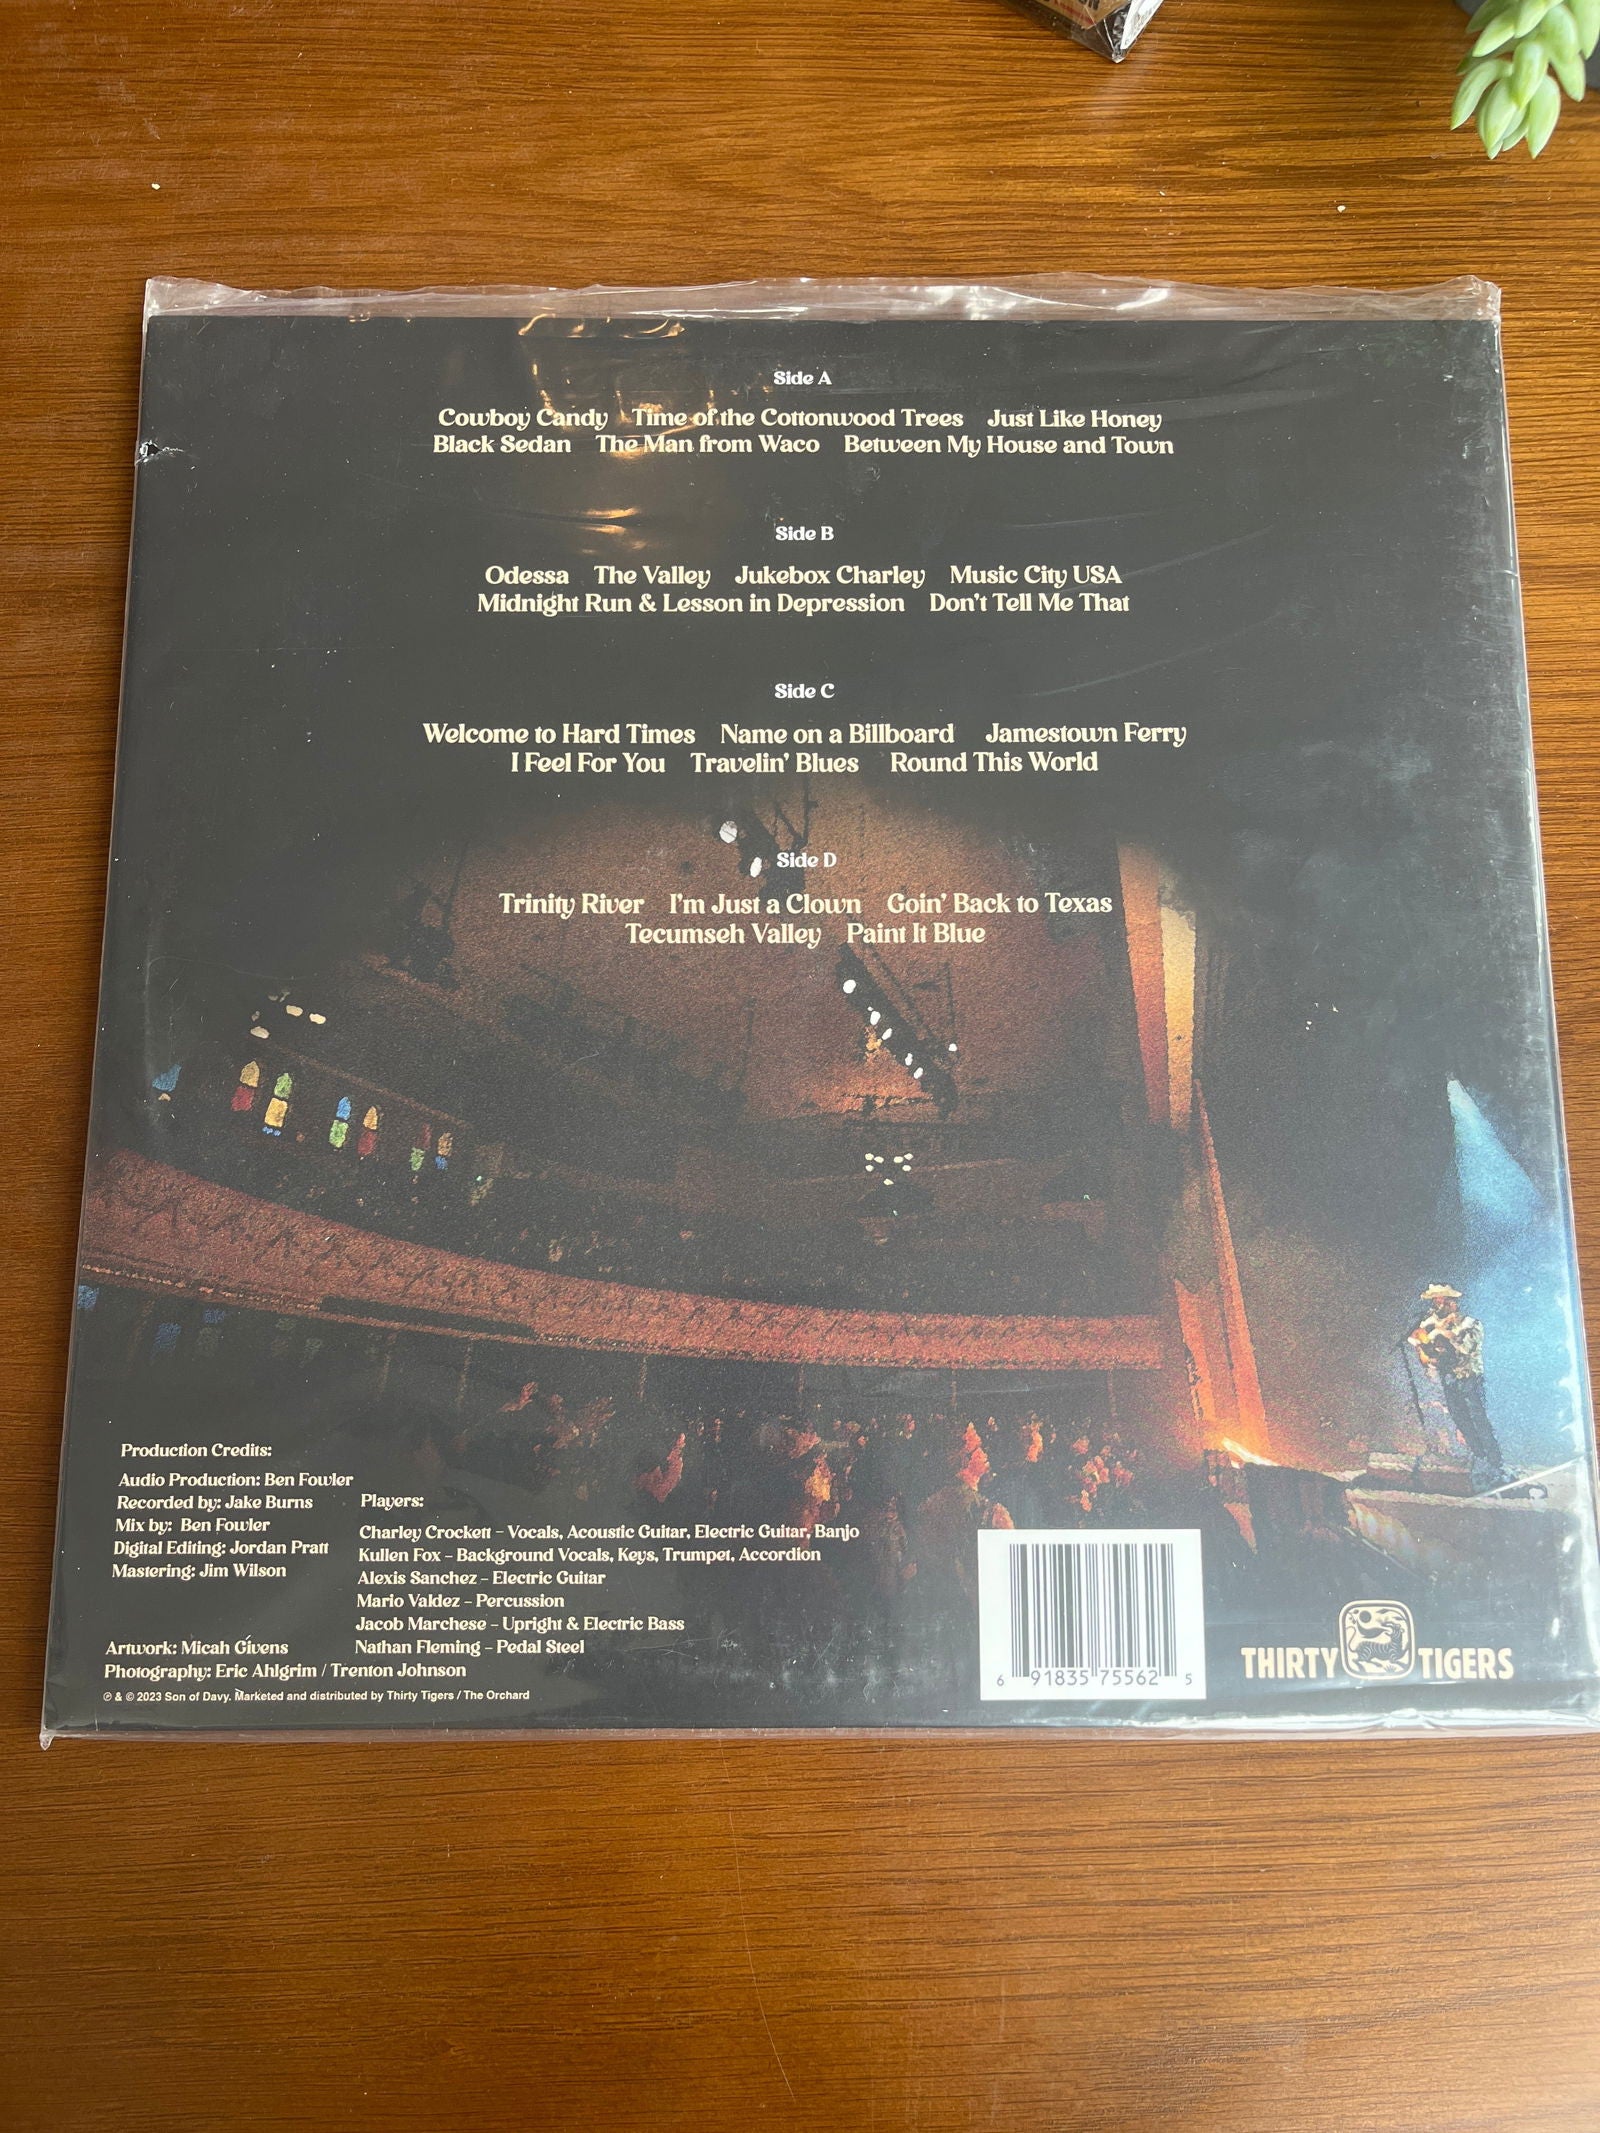 Side A
Cowboy Candy Time of the Cottonwood Trees Just Like Honey
Black Sedan The Man from Waco Between My House and Town
Side B
Odessa The Valley Jukebox Charley Music City USA
Midnight Run & Lesson in Depression Don't Tell Me That
Side C
Welcome to Hard Times Name on a Billboard Jamestown Ferry
I Feel For You Travelin' Blues Round This World
Side D
Trinity River I'm Just a Clown Goin' Back to Texas
Tecumseh Valley Paint It Blue
Production Credits:
Audio Production: Ben Fowler
Recorded by: Jake Burns
Mix by: Ben Fowler
Digital Editing: Jordan Pratt
Mastering: Jim Wilson
Players:
Charley Crockett – Vocals, Acoustic Guitar, Electric Guitar, Banjo
Kullen Fox – Background Vocals, Keys, Trumpet, Accordion
Alexis Sanchez – Electric Guitar
Mario Valdez – Percussion
Jacob Marchese – Upright & Electric Bass
Nathan Fleming – Pedal Steel
Artwork: Micah Givens
Photography: Eric Ahlgrim / Trenton Johnson
℗ & © 2023 Son of Davy. Marketed and distributed by Thirty Tigers / The Orchard
6 91835 75562 5
THIRTY TIGERS